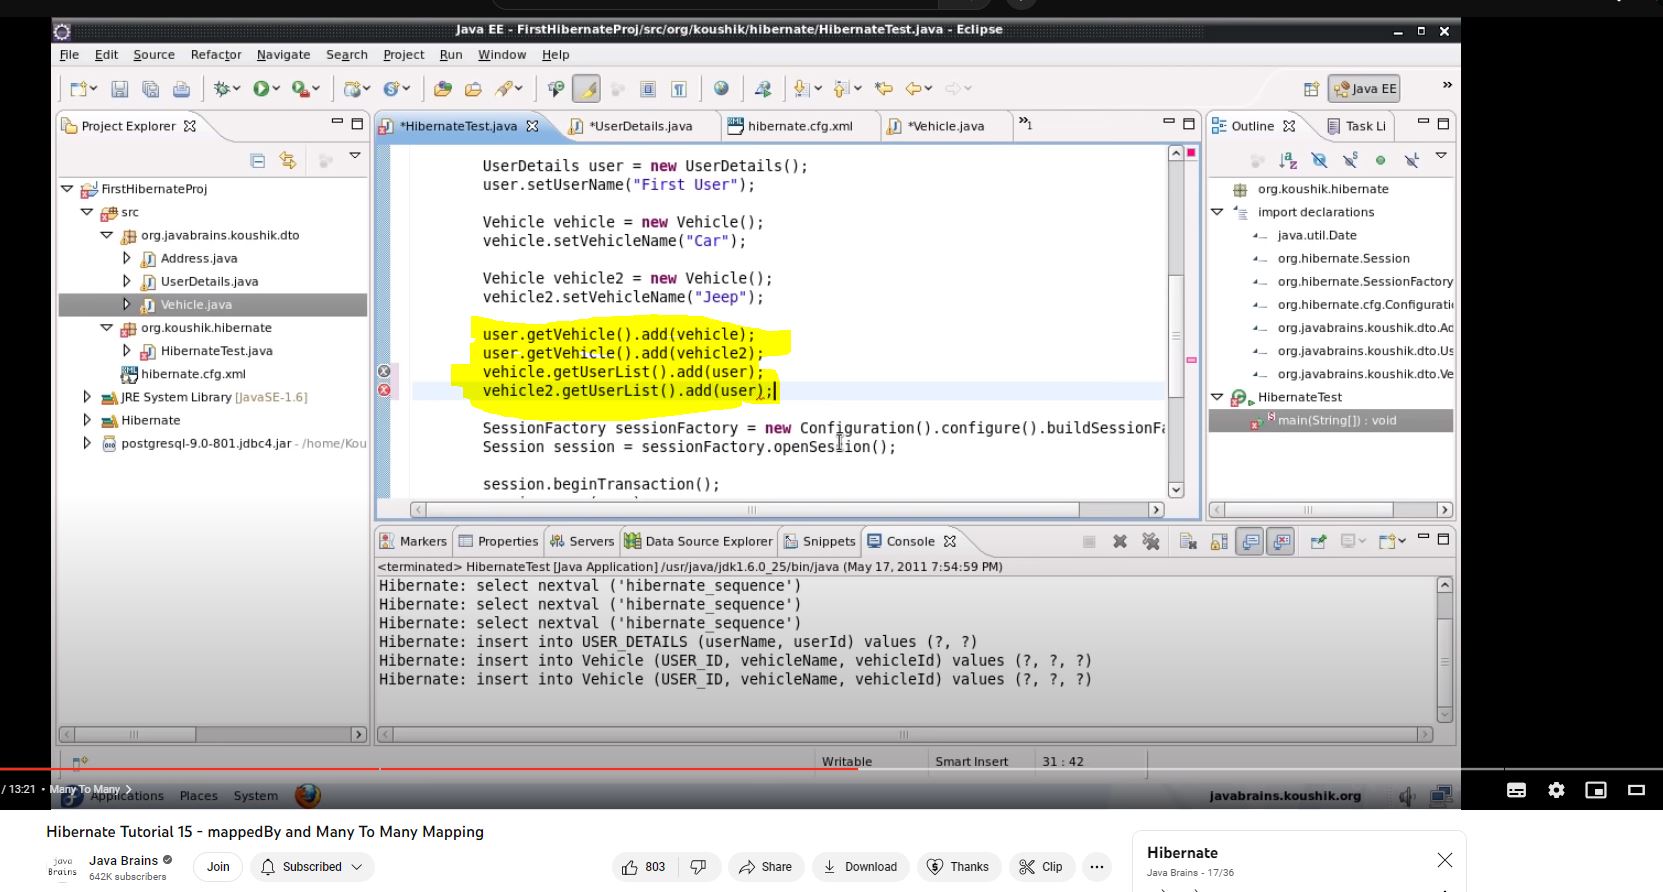 Java EE - FirstHibernateProj/src/org/koushik/hibernate/HibernateTest.java - Eclipse
File Edit Source Refactor Navigate Search Project Run Window Help
Java EE
Project Explorer
*HibernateTest.java
*UserDetails.java
hibernate.cfg.xml
*Vehicle.java
»1
Outline
Task Li
FirstHibernateProj
src
org.javabrains.koushik.dto
Address.java
UserDetails.java
Vehicle.java
org.koushik.hibernate
HibernateTest.java
hibernate.cfg.xml
JRE System Library [JavaSE-1.6]
Hibernate
postgresql-9.0-801.jdbc4.jar - /home/Kou
UserDetails user = new UserDetails();
user.setUserName("First User");
Vehicle vehicle = new Vehicle();
vehicle.setVehicleName("Car");
Vehicle vehicle2 = new Vehicle();
vehicle2.setVehicleName("Jeep");
user.getVehicle().add(vehicle);
user.getVehicle().add(vehicle2);
vehicle.getUserList().add(user);
vehicle2.getUserList().add(user);
SessionFactory sessionFactory = new Configuration().configure().buildSessionFa
Session session = sessionFactory.openSession();
session.beginTransaction();
org.koushik.hibernate
import declarations
java.util.Date
org.hibernate.Session
org.hibernate.SessionFactory
org.hibernate.cfg.Configurati
org.javabrains.koushik.dto.Ad
org.javabrains.koushik.dto.Us
org.javabrains.koushik.dto.Ve
HibernateTest
main(String[]) : void
Markers Properties Servers Data Source Explorer Snippets Console
<terminated> HibernateTest [Java Application] /usr/java/jdk1.6.0_25/bin/java (May 17, 2011 7:54:59 PM)
Hibernate: select nextval ('hibernate_sequence')
Hibernate: select nextval ('hibernate_sequence')
Hibernate: select nextval ('hibernate_sequence')
Hibernate: insert into USER_DETAILS (userName, userId) values (?, ?)
Hibernate: insert into Vehicle (USER_ID, vehicleName, vehicleId) values (?, ?, ?)
Hibernate: insert into Vehicle (USER_ID, vehicleName, vehicleId) values (?, ?, ?)
Writable Smart Insert 31 : 42
/ 13:21 • Many To Many
Applications Places System
javabrains.koushik.org
Hibernate Tutorial 15 - mappedBy and Many To Many Mapping
java
Brains
Java Brains
642K subscribers
Join
Subscribed
803
Share
Download
Thanks
Clip
Hibernate
Java Brains - 17/36